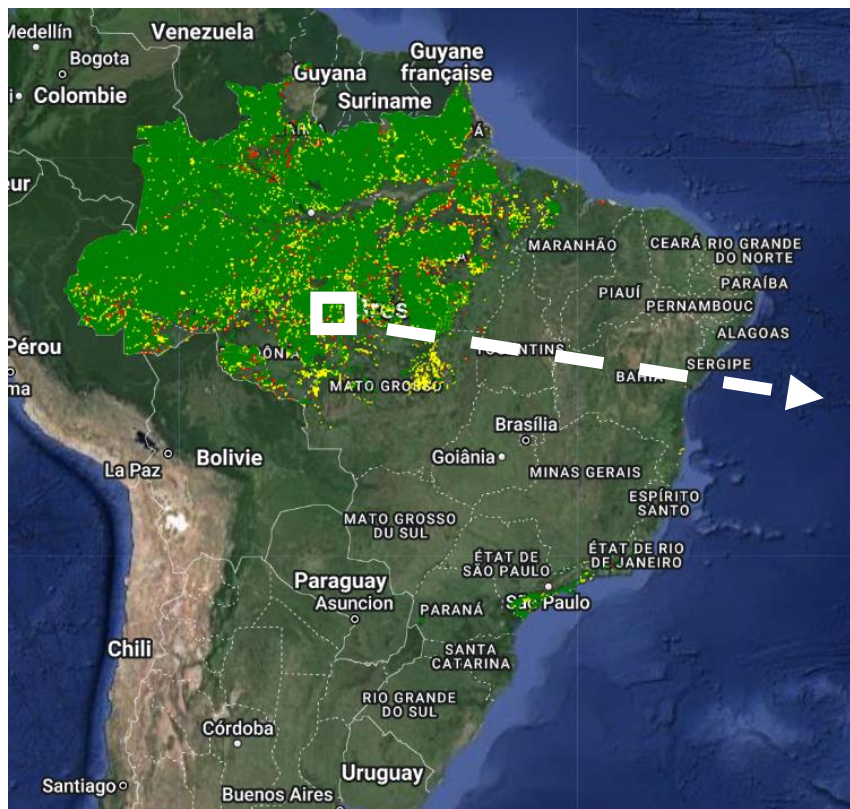 Medellín
Venezuela
Bogota
Colombie
Guyana
Guyane
française
Suriname
MARANHÃO
CEARÁ
RIO GRANDE
DO NORTE
PIAUÍ
PARAÍBA
PERNAMBOUC
ALAGOAS
SERGIPE
BAHIA
MATO GROSSO
Pérou
Brasília
La Paz
Bolivie
Goiânia
MINAS GERAIS
ESPÍRITO
SANTO
MATO GROSSO
DU SUL
ÉTAT DE
SÃO PAULO
ÉTAT DE RIO
DE JANEIRO
Paraguay
Asuncion
São Paulo
PARANÁ
Chili
SANTA
CATARINA
RIO GRANDE
DO SUL
Córdoba
Uruguay
Santiago
Buenos Aires